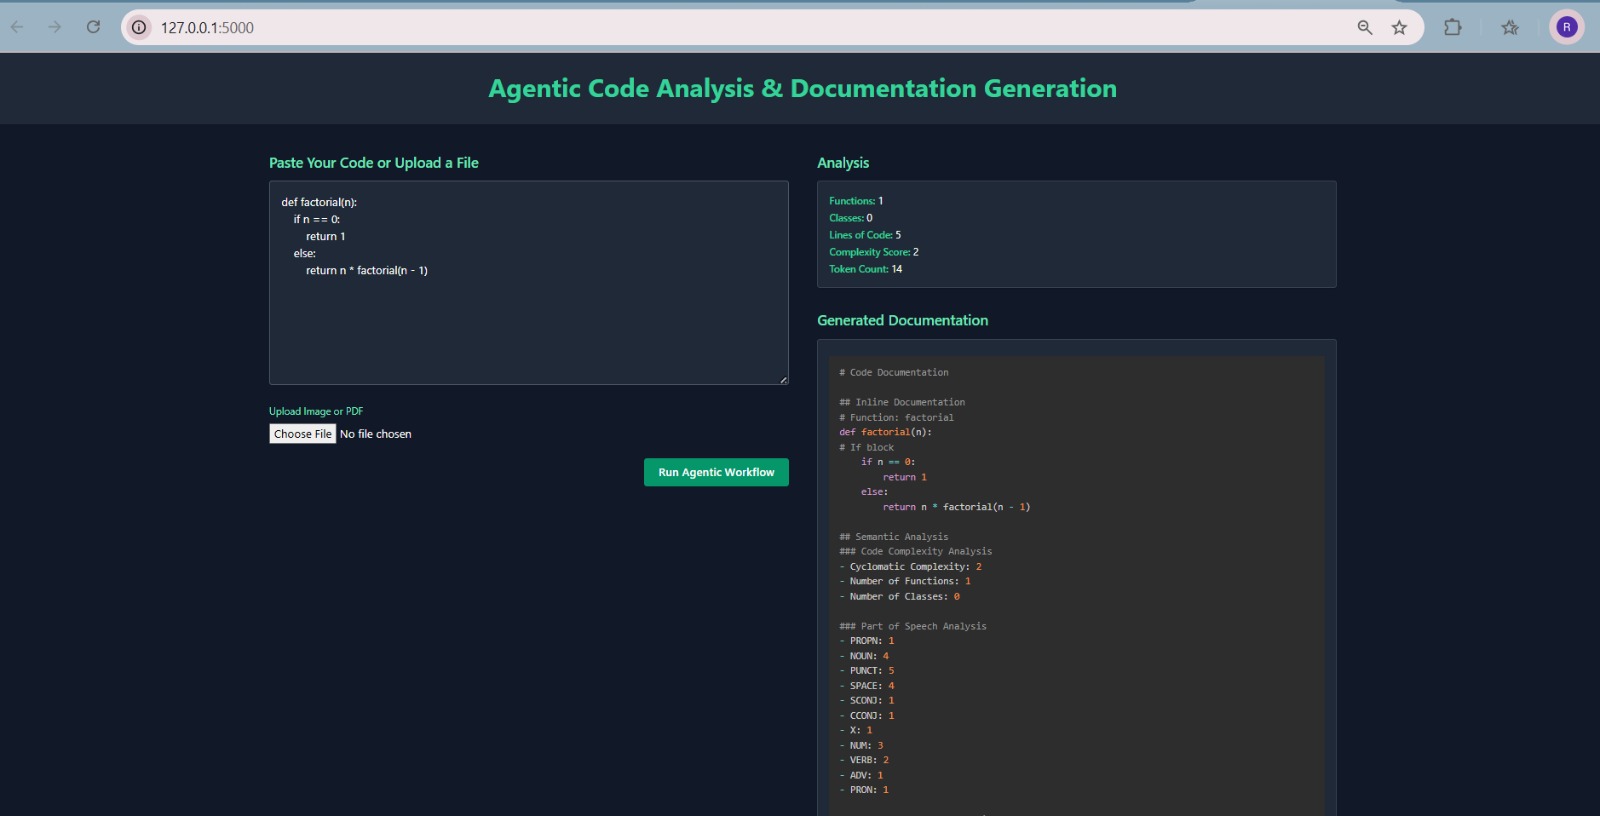 127.0.0.1:5000
R
Agentic Code Analysis & Documentation Generation
Paste Your Code or Upload a File
def factorial(n):
    if n == 0:
        return 1
    else:
        return n * factorial(n - 1)
Upload Image or PDF
Choose File No file chosen
Run Agentic Workflow
Analysis
Functions: 1
Classes: 0
Lines of Code: 5
Complexity Score: 2
Token Count: 14
Generated Documentation
# Code Documentation
## Inline Documentation
# Function: factorial
def factorial(n):
# If block
    if n == 0:
        return 1
    else:
        return n * factorial(n - 1)
## Semantic Analysis
### Code Complexity Analysis
- Cyclomatic Complexity: 2
- Number of Functions: 1
- Number of Classes: 0
### Part of Speech Analysis
- PROPN: 1
- NOUN: 4
- PUNCT: 5
- SPACE: 4
- SCONJ: 1
- CCONJ: 1
- X: 1
- NUM: 3
- VERB: 2
- ADV: 1
- PRON: 1